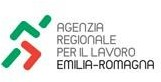 AGENZIA
REGIONALE
PER IL LAVORO
EMILIA-ROMAGNA